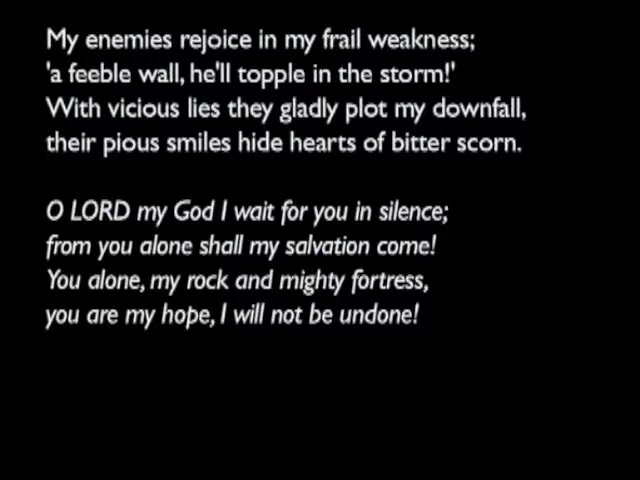 My enemies rejoice in my frail weakness;
'a feeble wall, he'll topple in the storm!'
With vicious lies they gladly plot my downfall,
their pious smiles hide hearts of bitter scorn.
O LORD my God I wait for you in silence;
from you alone shall my salvation come!
You alone, my rock and mighty fortress,
you are my hope, I will not be undone!